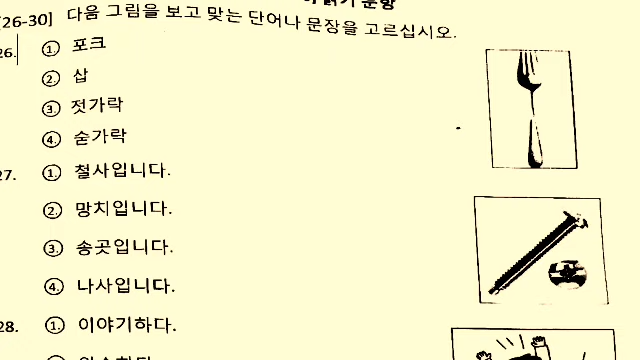 문항
[26-30] 다음 그림을 보고 맞는 단어나 문장을 고르십시오.
26. ① 포크
② 삽
③ 젓가락
④ 숟가락
27. ① 철사입니다.
② 망치입니다.
③ 송곳입니다.
④ 나사입니다.
28. ① 이야기하다.